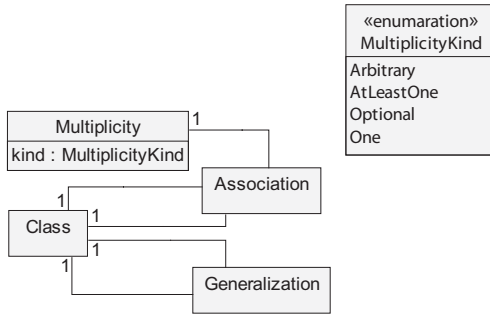 «enumaration»
MultiplicityKind
Arbitrary
AtLeastOne
Optional
One
Multiplicity
1
kind : MultiplicityKind
Association
1
1
Class
1
1
Generalization